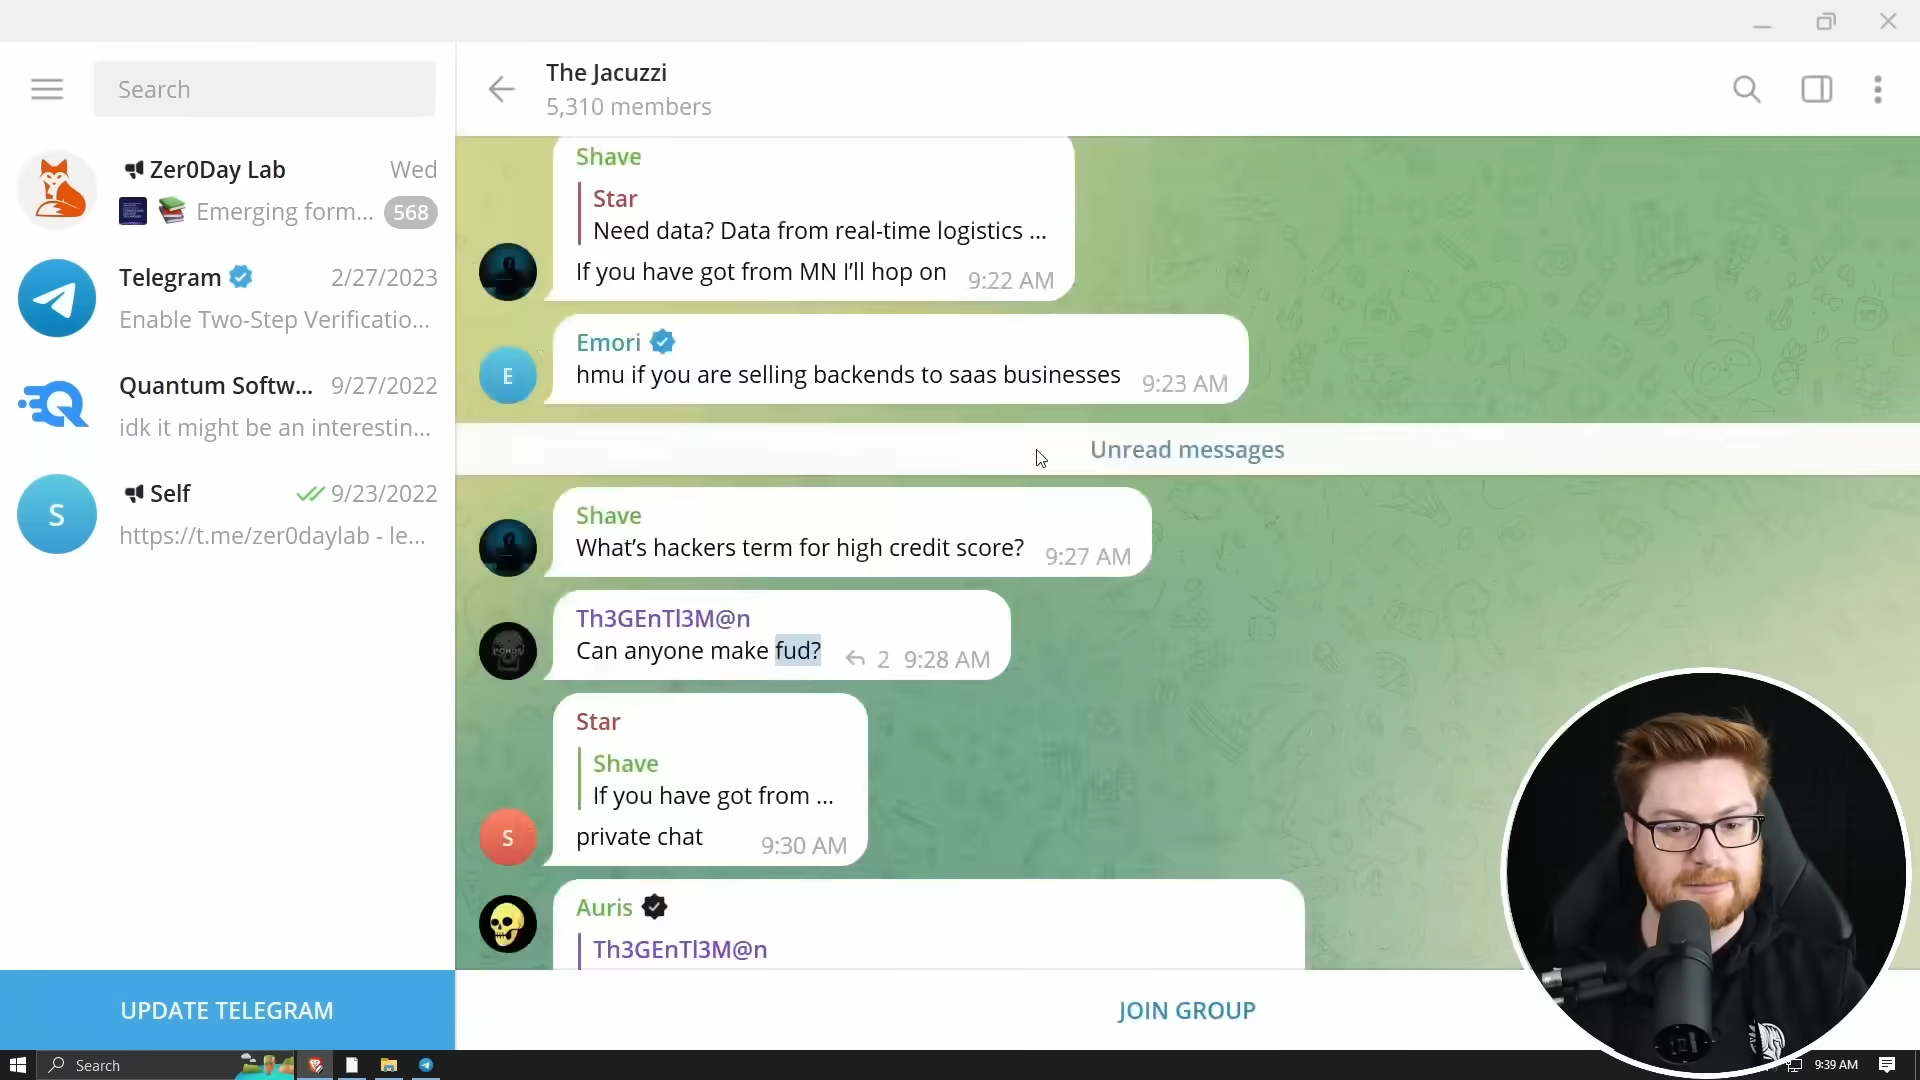 Search
Zer0Day Lab
Wed
Emerging form...
568
Telegram
2/27/2023
Enable Two-Step Verificatio...
Quantum Softw...
9/27/2022
idk it might be an interestin...
S
Self
9/23/2022
https://t.me/zer0daylab - le...
UPDATE TELEGRAM
The Jacuzzi
5,310 members
Shave
Star
Need data? Data from real-time logistics ...
If you have got from MN I'll hop on
9:22 AM
E
Emori
hmu if you are selling backends to saas businesses
9:23 AM
Unread messages
Shave
What's hackers term for high credit score?
9:27 AM
Th3GEnTl3M@n
Can anyone make fud?
2 9:28 AM
Star
Shave
If you have got from ...
S
private chat
9:30 AM
Auris
Th3GEnTl3M@n
JOIN GROUP
Search
9:39 AM